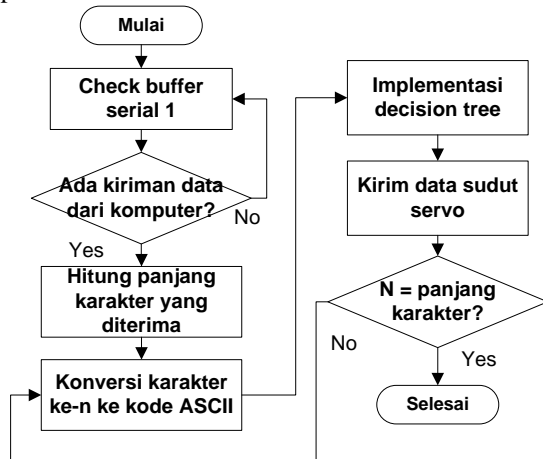 Mulai
Check buffer
serial 1
Ada kiriman data
dari komputer?
No
Yes
Hitung panjang
karakter yang
diterima
Konversi karakter
ke-n ke kode ASCII
Implementasi
decision tree
Kirim data sudut
servo
N = panjang
karakter?
No
Yes
Selesai